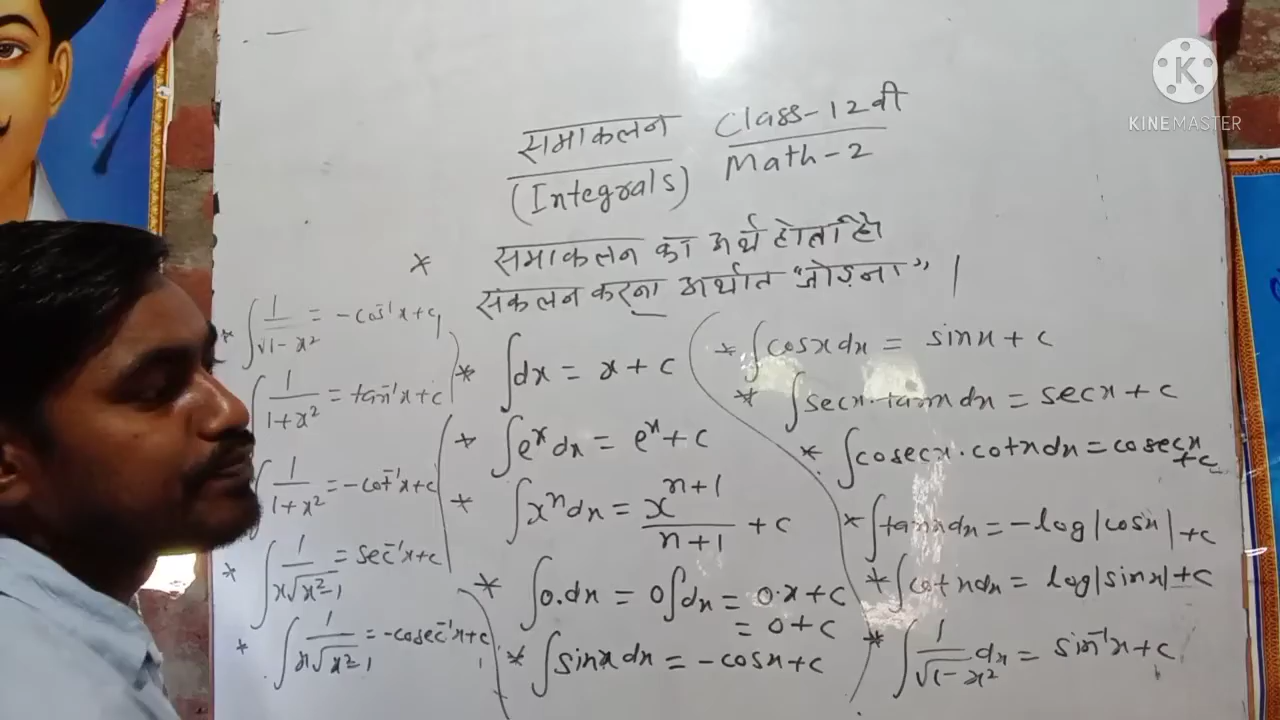 समाकलन Class-12वी
(Integrals) Math-2
* समाकलन का अर्थ होता है
संकलन करना अर्थात "जोड़ना" |
* ∫ 1/√1-x² = -cos⁻¹x+c
∫ 1/1+x² = tan⁻¹x+c
∫ 1/1+x² = -cot⁻¹x+c
* ∫ 1/x√x²-1 = sec⁻¹x+c
* ∫ 1/x√x²-1 = -cosec⁻¹x+c
* ∫dx = x+c
* ∫eˣdx = eˣ+c
* ∫xⁿdx = xⁿ⁺¹/n+1 + c
* ∫0.dx = 0∫dx = 0.x+c
= 0+c
* ∫sinx dx = -cosx+c
* ∫cosx dx = sinx+c
* ∫secx.tanx dx = secx+c
* ∫cosecx.cotx dx = cosecx
+c
* ∫tanx dx = -log|cosx|+c
* ∫cotx dx = log|sinx|+c
* ∫ 1/√1-x² dx = sin⁻¹x+c
KINEMASTER